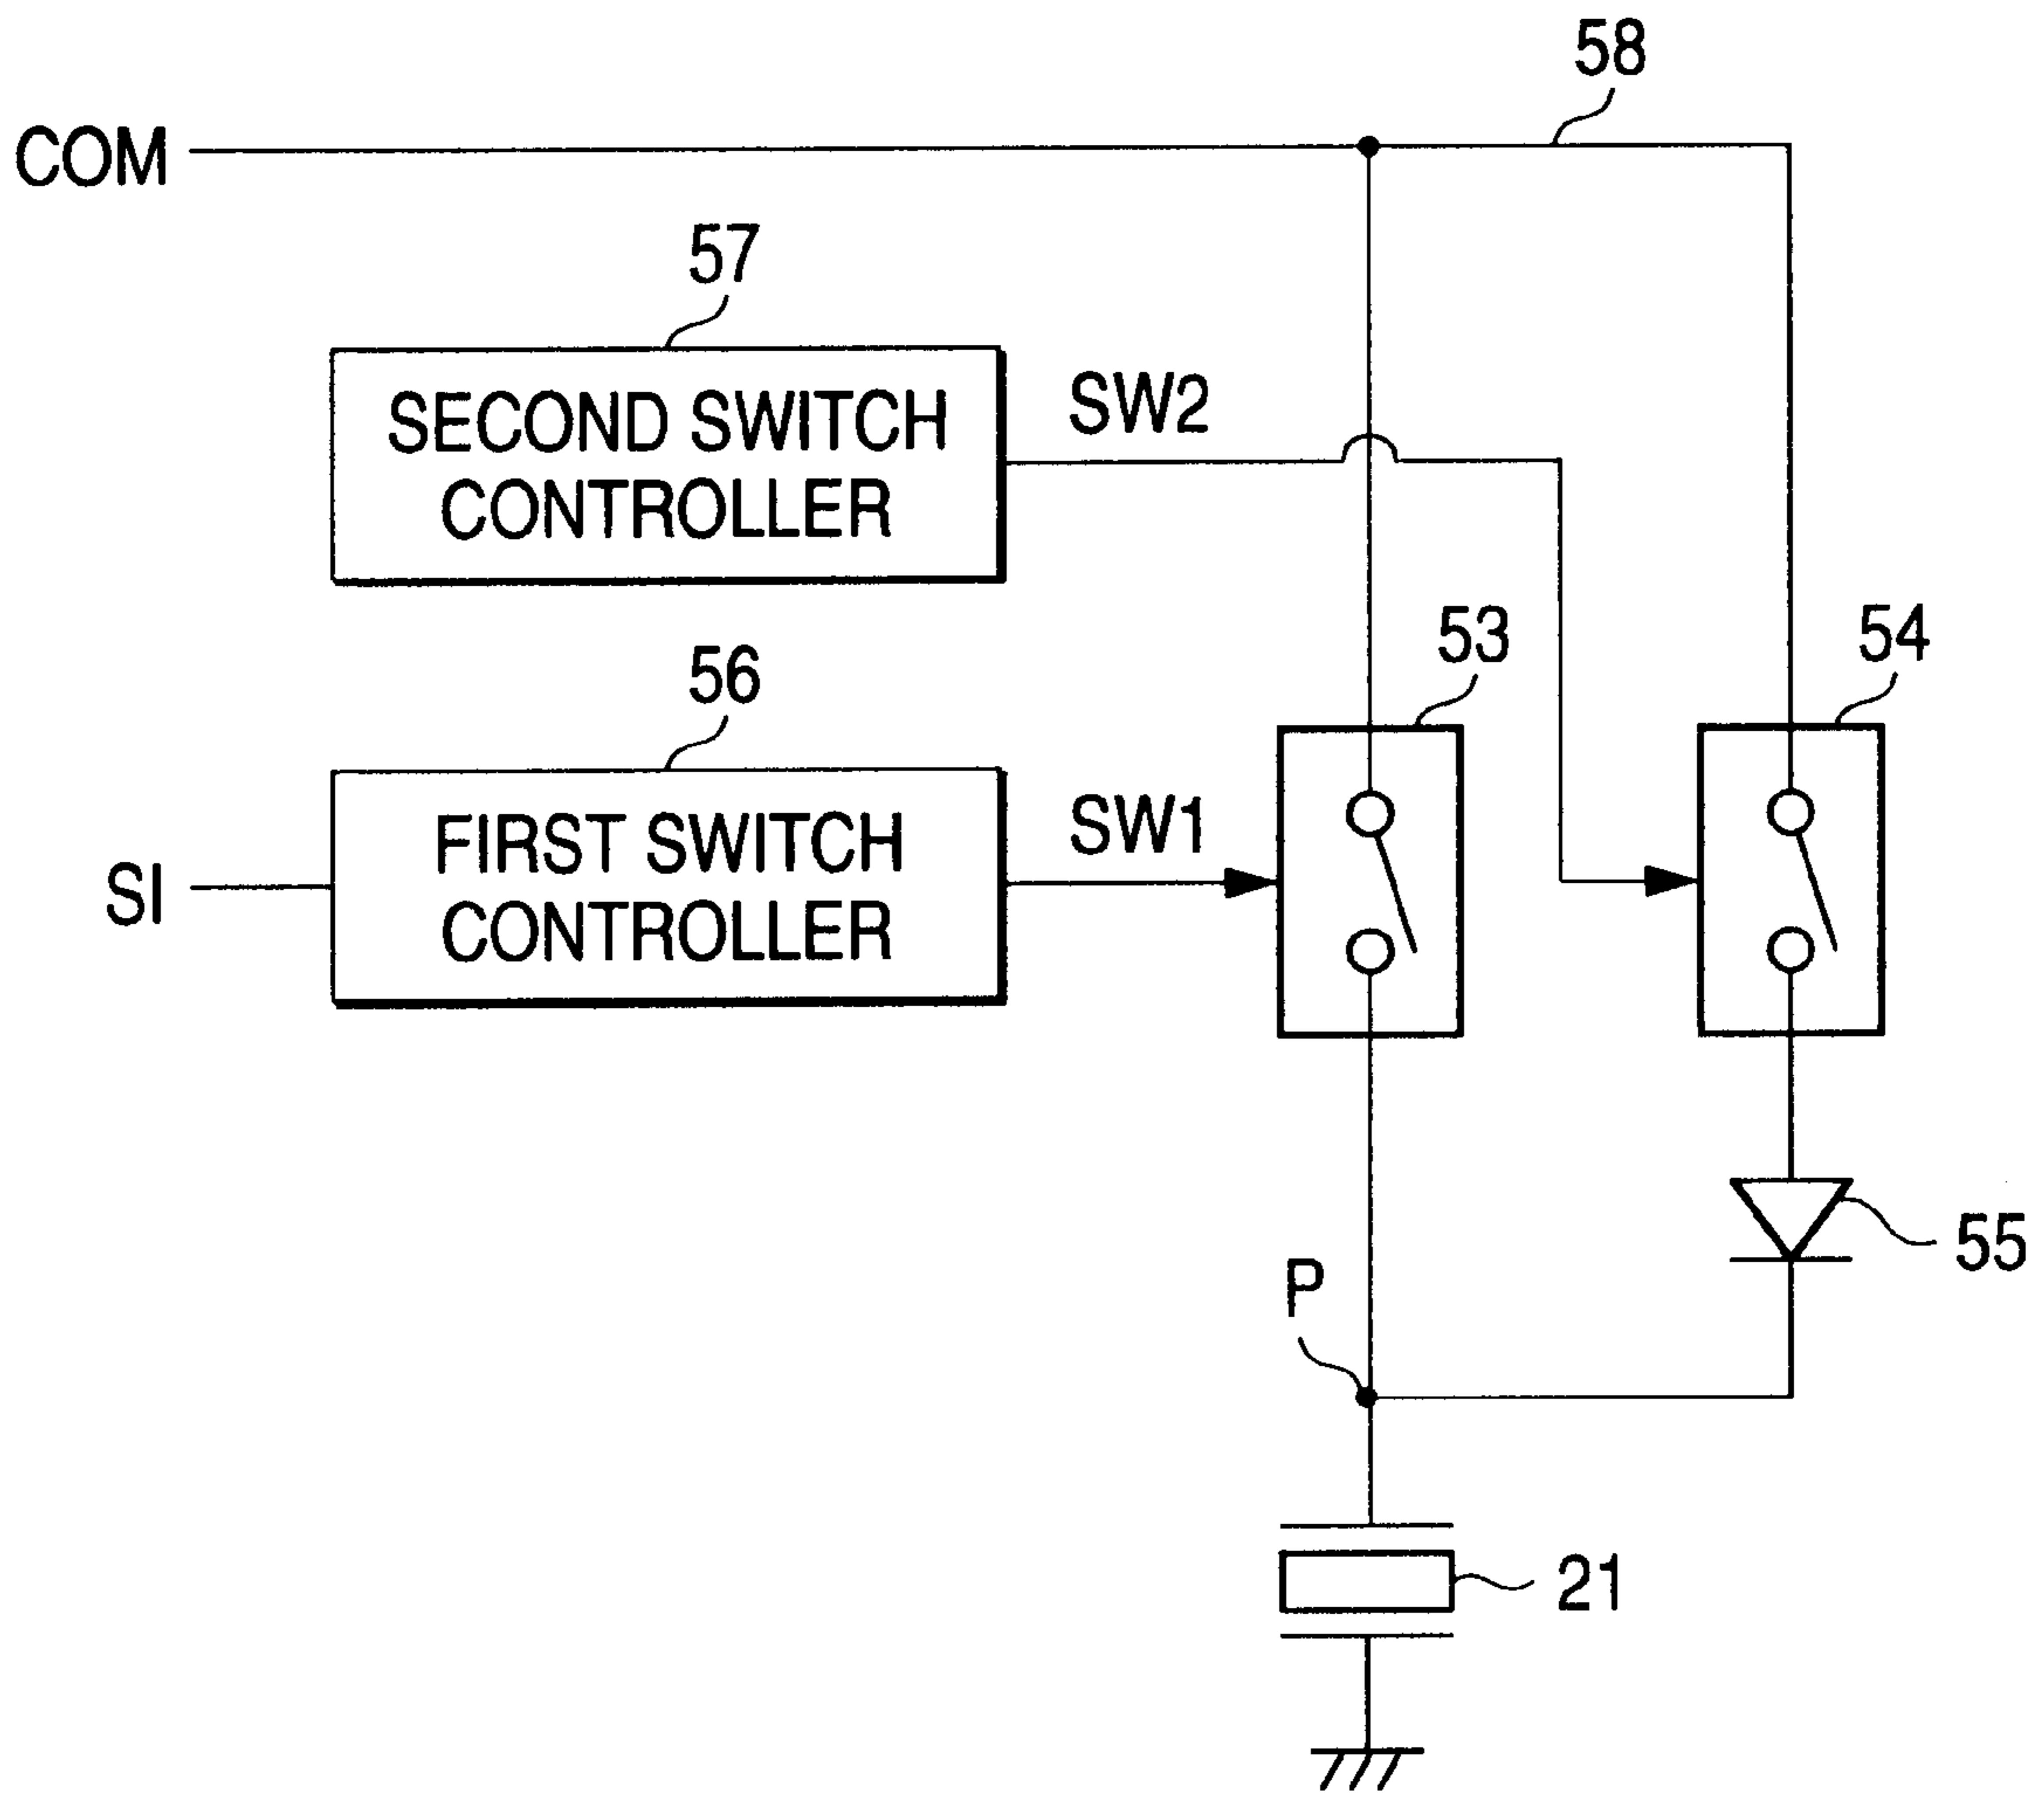 58
COM
57
SECOND SWITCH
CONTROLLER
SW2
53
54
56
FIRST SWITCH
CONTROLLER
SW1
SI
55
P
21